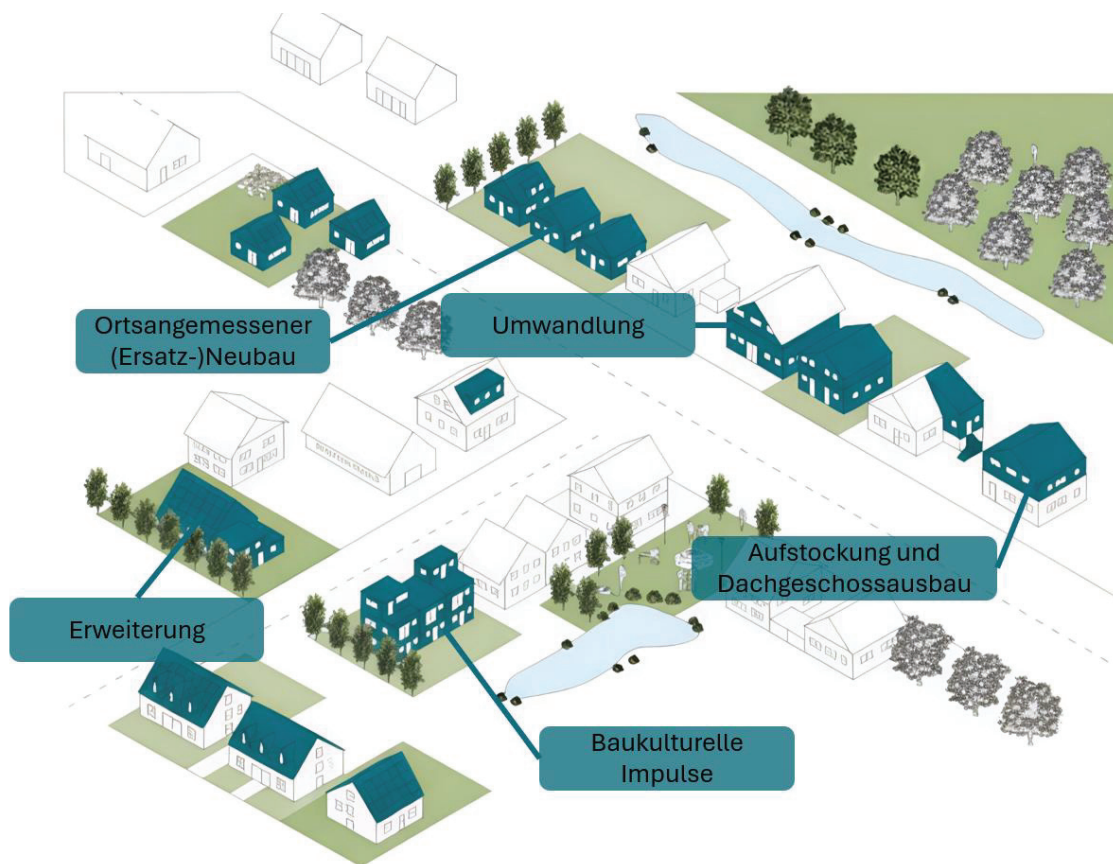 Ortsangemessener
(Ersatz-)Neubau
Umwandlung
Aufstockung und
Dachgeschossausbau
Erweiterung
Baukulturelle
Impulse